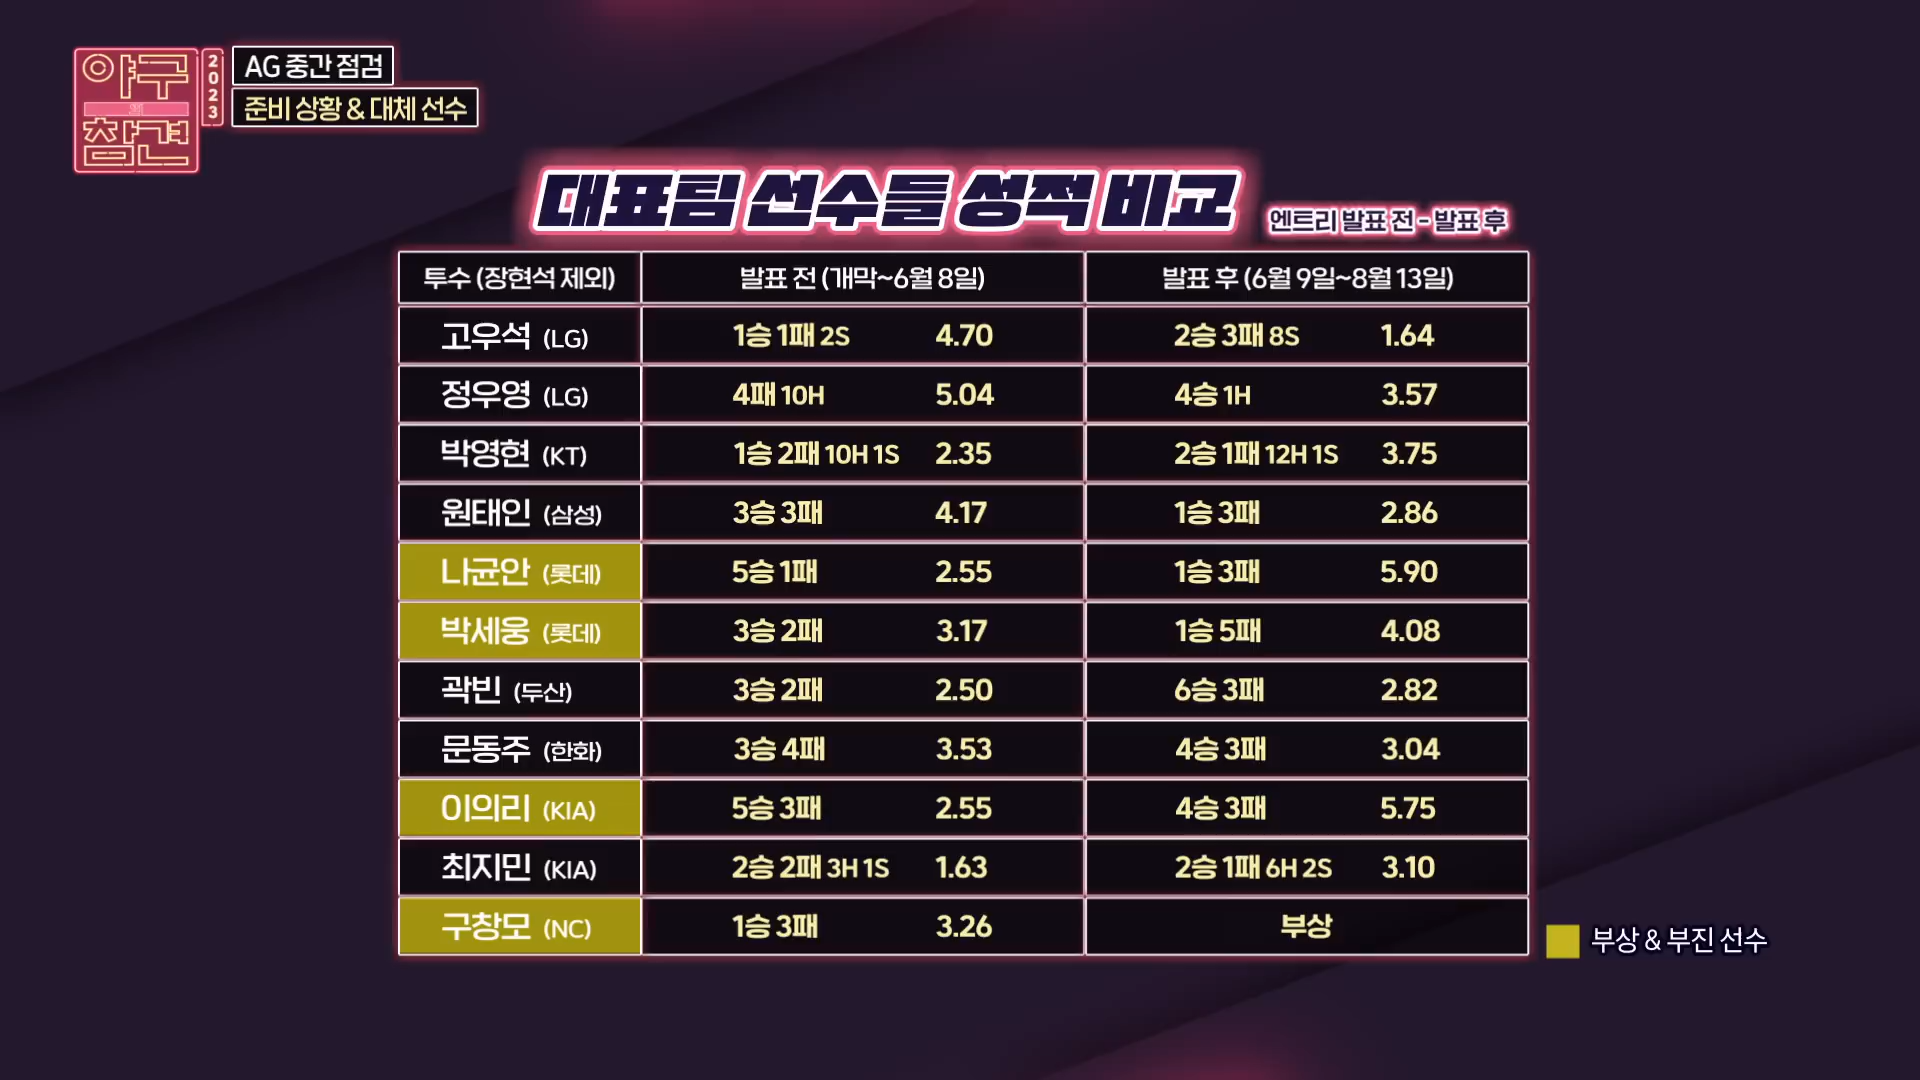 야구의 참견
2023
AG 중간 점검
준비 상황 & 대체 선수
대표팀 선수들 성적 비교
엔트리 발표 전 - 발표 후
투수 (장현석 제외) 발표 전 (개막~6월 8일) 발표 후 (6월 9일~8월 13일)
고우석 (LG) 1승 1패 2S 4.70 2승 3패 8S 1.64
정우영 (LG) 4패 10H 5.04 4승 1H 3.57
박영현 (KT) 1승 2패 10H 1S 2.35 2승 1패 12H 1S 3.75
원태인 (삼성) 3승 3패 4.17 1승 3패 2.86
나균안 (롯데) 5승 1패 2.55 1승 3패 5.90
박세웅 (롯데) 3승 2패 3.17 1승 5패 4.08
곽빈 (두산) 3승 2패 2.50 6승 3패 2.82
문동주 (한화) 3승 4패 3.53 4승 3패 3.04
이의리 (KIA) 5승 3패 2.55 4승 3패 5.75
최지민 (KIA) 2승 2패 3H 1S 1.63 2승 1패 6H 2S 3.10
구창모 (NC) 1승 3패 3.26 부상
부상 & 부진 선수